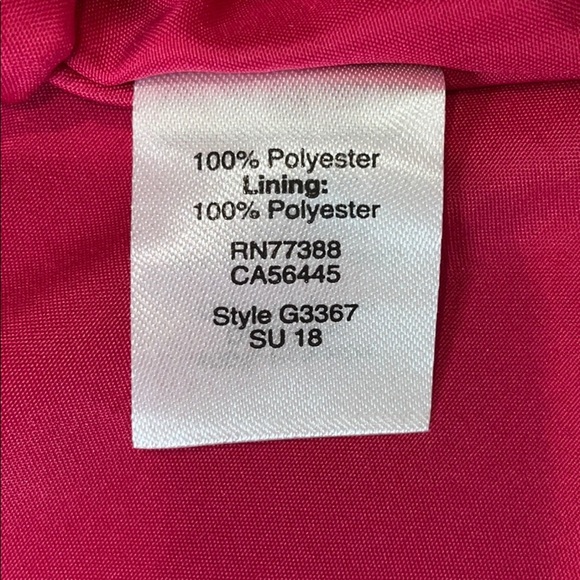 100% Polyester
Lining:
100% Polyester
RN77388
CA56445
Style G3367
SU 18